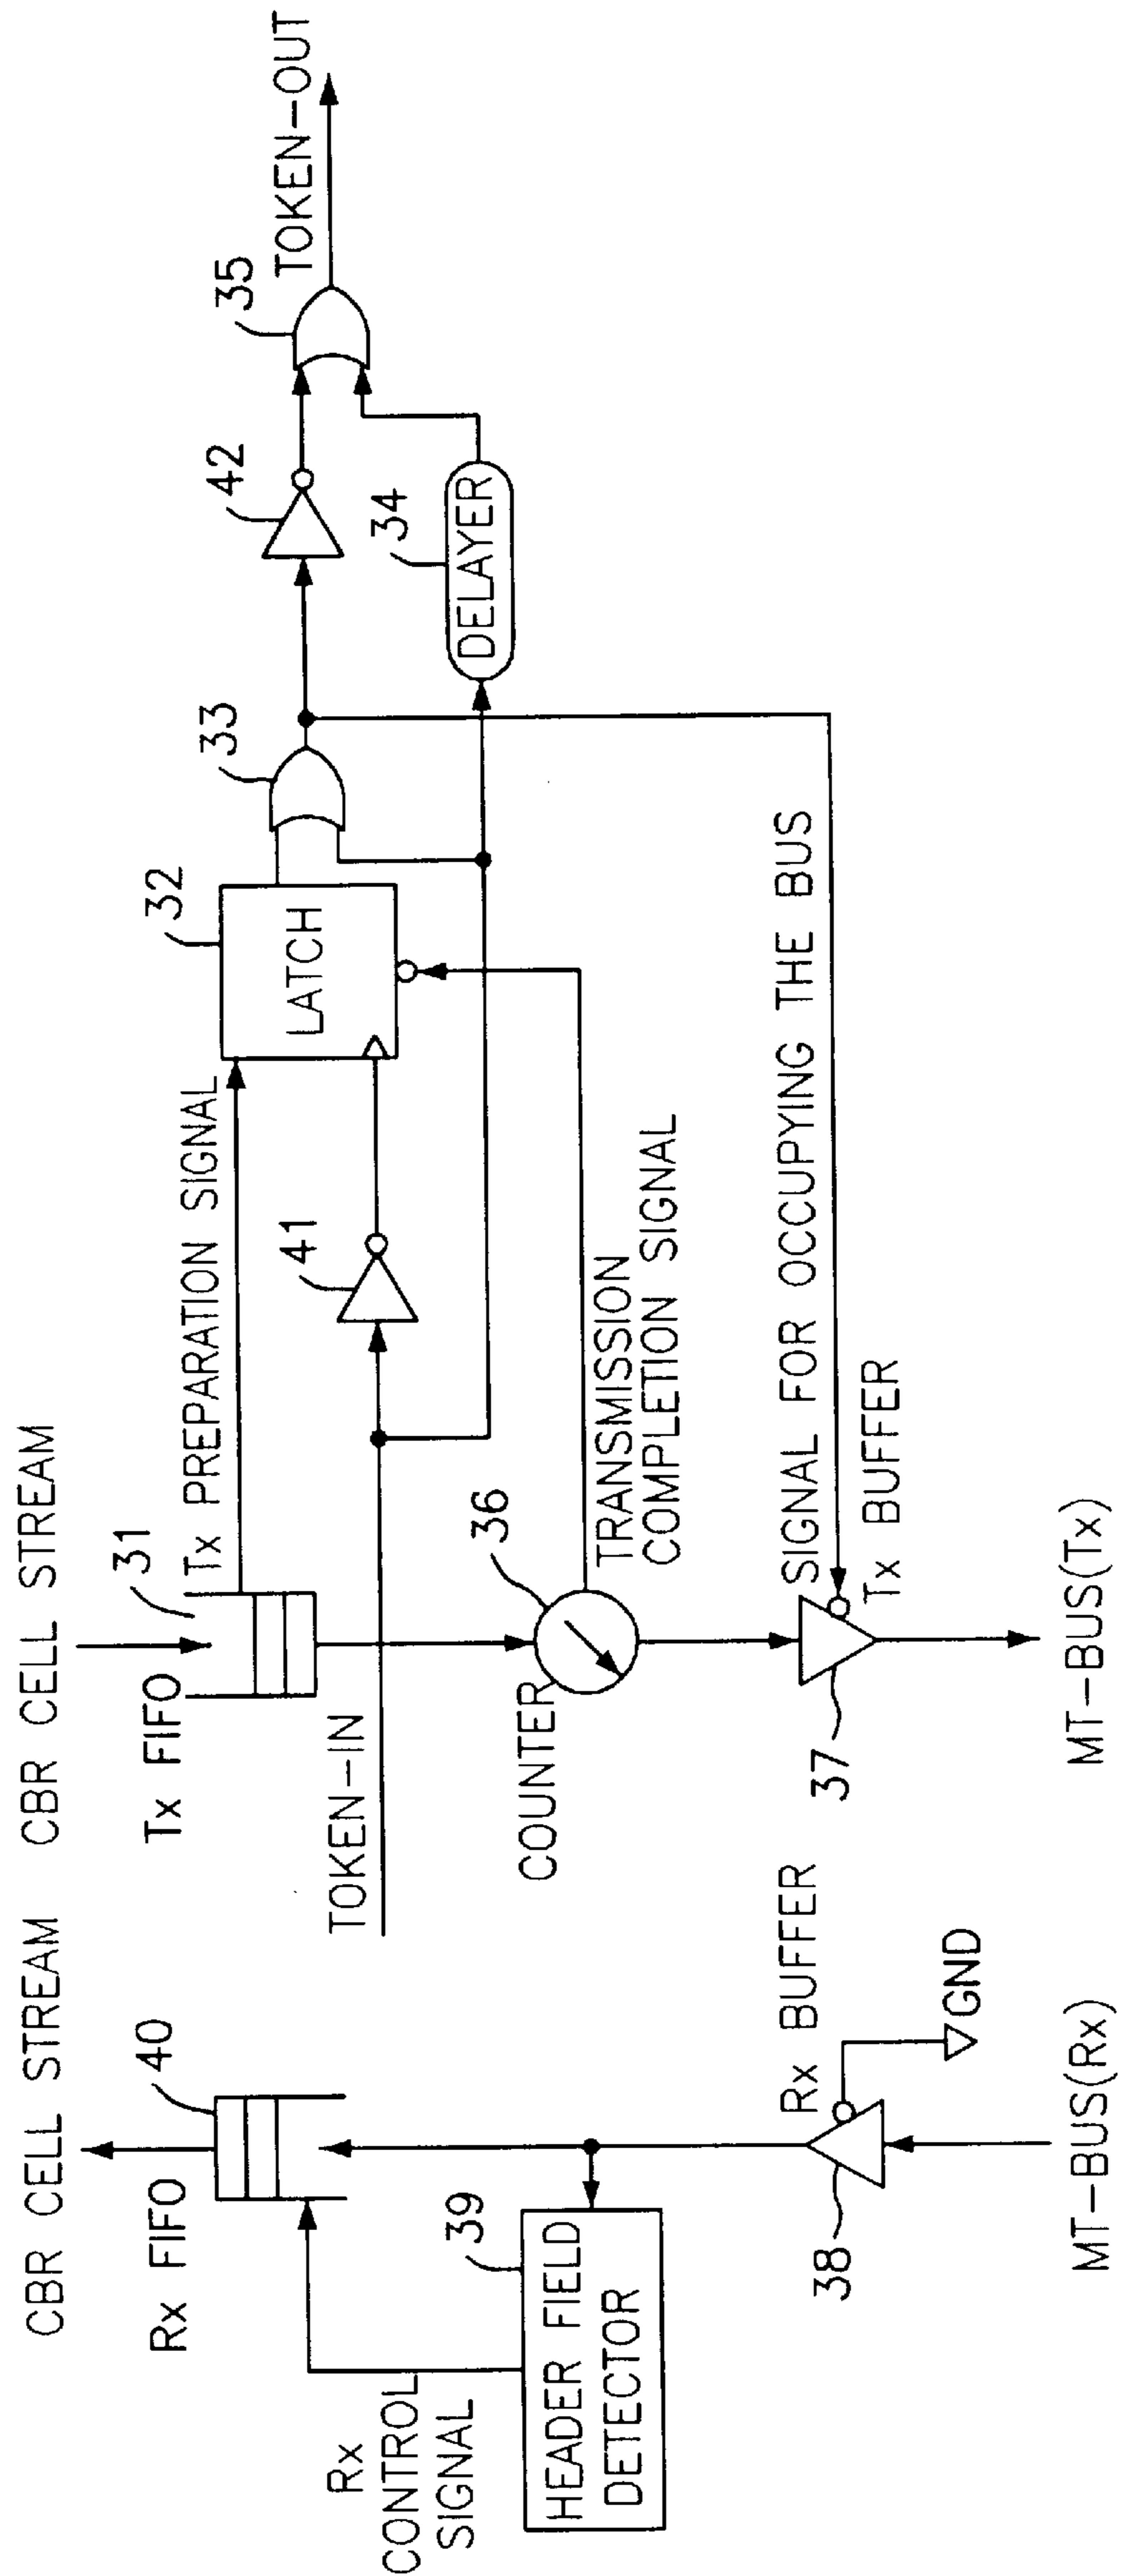 CBR CELL STREAM
CBR CELL STREAM
Rx FIFO
40
Tx FIFO
31
Tx PREPARATION SIGNAL
32
LATCH
33
42
35
TOKEN-OUT
TOKEN-IN
41
34
DELAYER
Rx
CONTROL
SIGNAL
39
HEADER FIELD
DETECTOR
COUNTER
36
TRANSMISSION
COMPLETION SIGNAL
Rx BUFFER
38
GND
37
SIGNAL FOR OCCUPYING THE BUS
Tx BUFFER
MT-BUS(Rx)
MT-BUS(Tx)